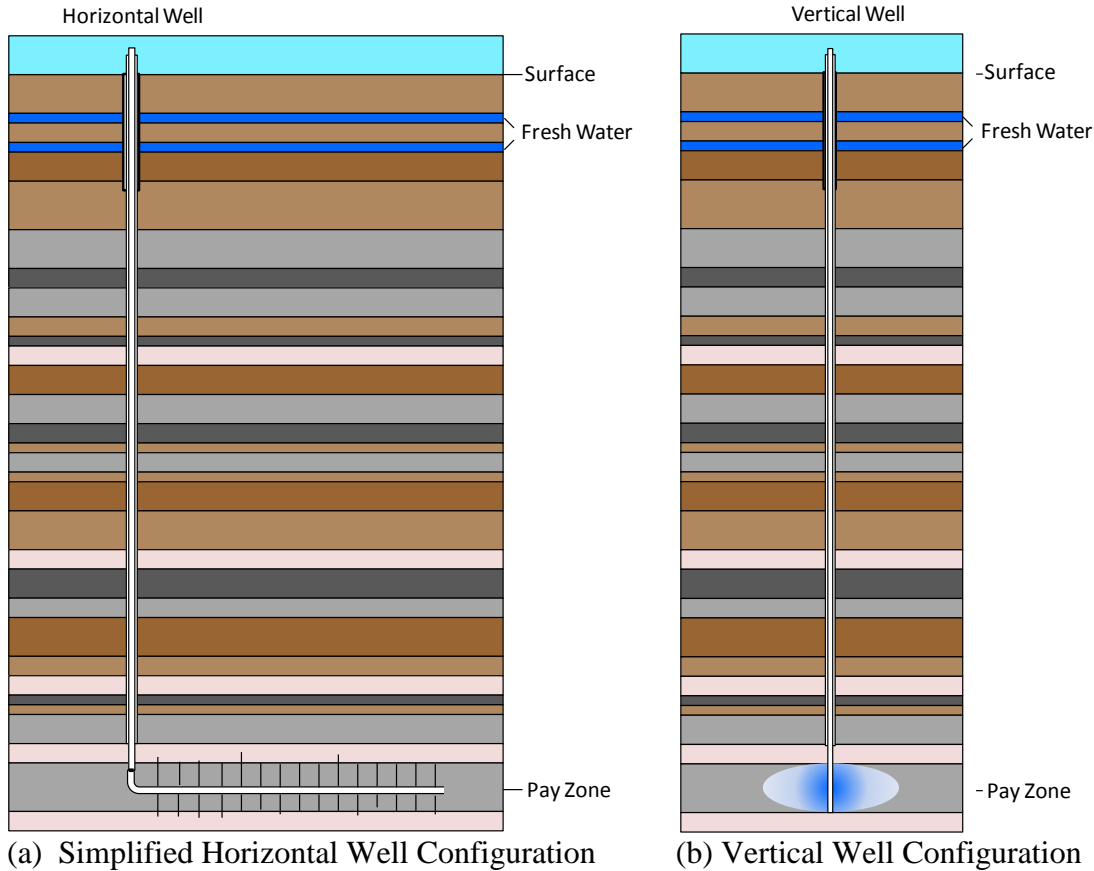 Horizontal Well
Vertical Well
Surface
Surface
Fresh Water
Fresh Water
Pay Zone
Pay Zone
(a) Simplified Horizontal Well Configuration
(b) Vertical Well Configuration